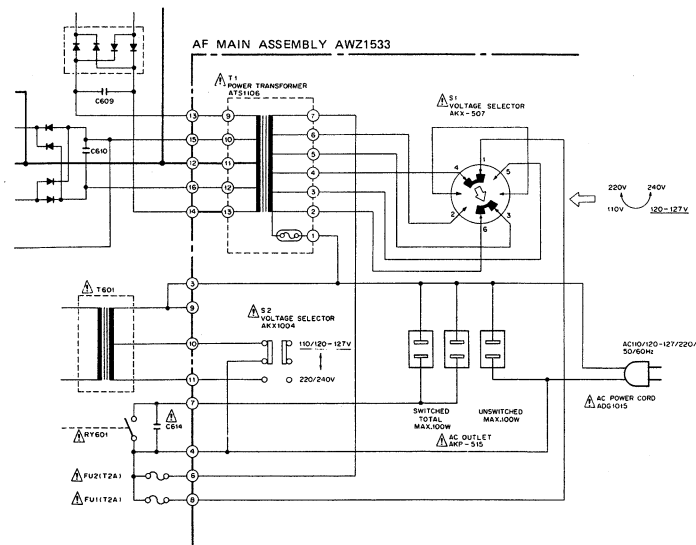 AF MAIN ASSEMBLY AWZ1533
T1
POWER TRANSFORMER
ATS1106
S1
VOLTAGE SELECTOR
AKX-507
C609
13
9
7
15
10
6
C610
12
11
5
16
12
4
14
13
3
2
1
4
1
5
2
6
3
220V
240V
110V
120-127V
3
T601
9
S2
VOLTAGE SELECTOR
AKX1004
10
110/120-127V
11
220/240V
7
AC110/120-127/220/
50/60Hz
AC POWER CORD
ADG1015
SWITCHED
TOTAL
MAX.100W
UNSWITCHED
MAX.100W
C614
RY601
4
AC OUTLET
AKP-515
FU2(T2A)
6
FU1(T2A)
8